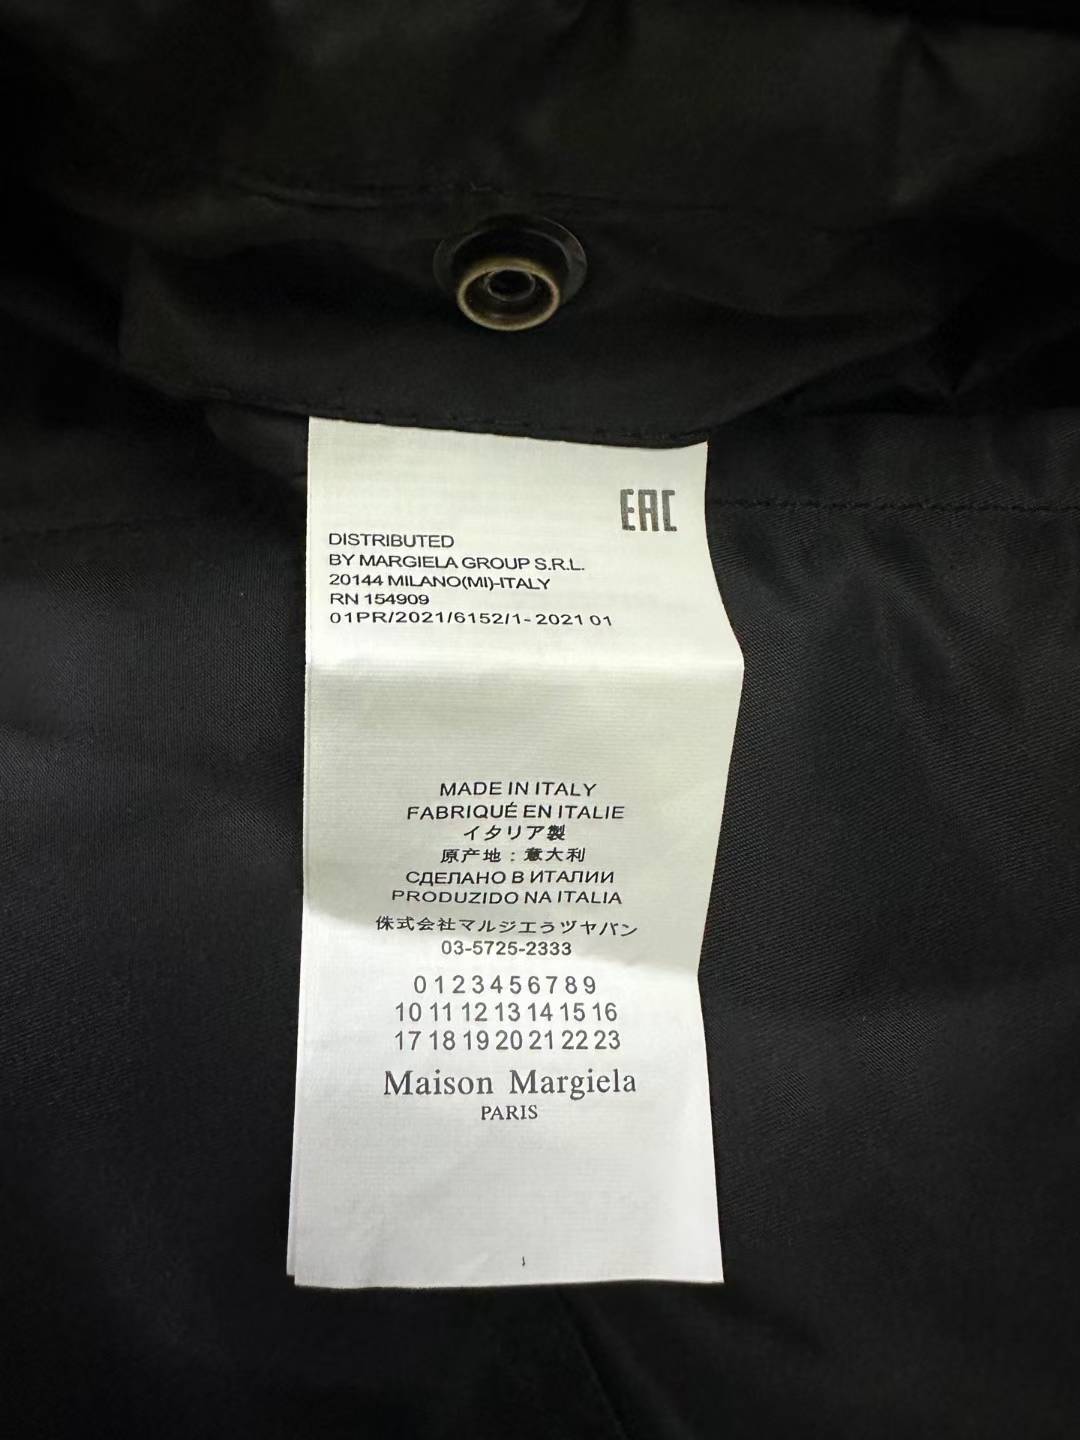 EAC
DISTRIBUTED
BY MARGIELA GROUP S.R.L.
20144 MILANO(MI)-ITALY
RN 154909
01PR/2021/6152/1- 2021 01
MADE IN ITALY
FABRIQUÉ EN ITALIE
イタリア製
原产地：意大利
СДЕЛАНО В ИТАЛИИ
PRODUZIDO NA ITALIA
侏式会社マルジエうヅヤパン
03-5725-2333
0 1 2 3 4 5 6 7 8 9
10 11 12 13 14 15 16
17 18 19 20 21 22 23
Maison Margiela
PARIS